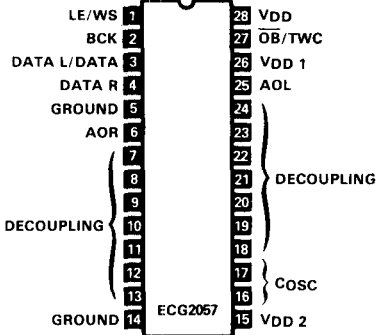 LE/WS 1 28 VDD
BCK 2 27 OB/TWC
DATA L/DATA 3 26 VDD 1
DATA R 4 25 AOL
GROUND 5 24
AOR 6 23
7 22
8 21 DECOUPLING
9 20
DECOUPLING 10 19
11 18
12 17 COSC
13 16
GROUND 14 ECG2057 15 VDD 2